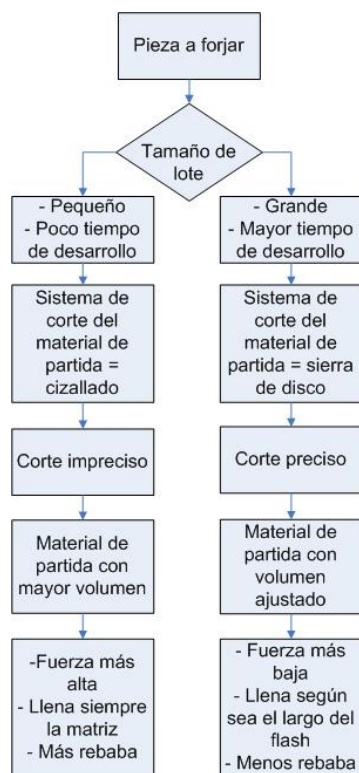 Pieza a forjar
Tamaño de
lote
- Pequeño
- Poco tiempo
de desarrollo
- Grande
- Mayor tiempo
de desarrollo
Sistema de
corte del
material de
partida =
cizallado
Sistema de
corte del
material de
partida = sierra
de disco
Corte impreciso
Corte preciso
Material de
partida con
mayor volumen
Material de
partida con
volumen
ajustado
-Fuerza más
alta
- Llena siempre
la matriz
- Más rebaba
- Fuerza más
baja
- Llena según
sea el largo del
flash
- Menos rebaba